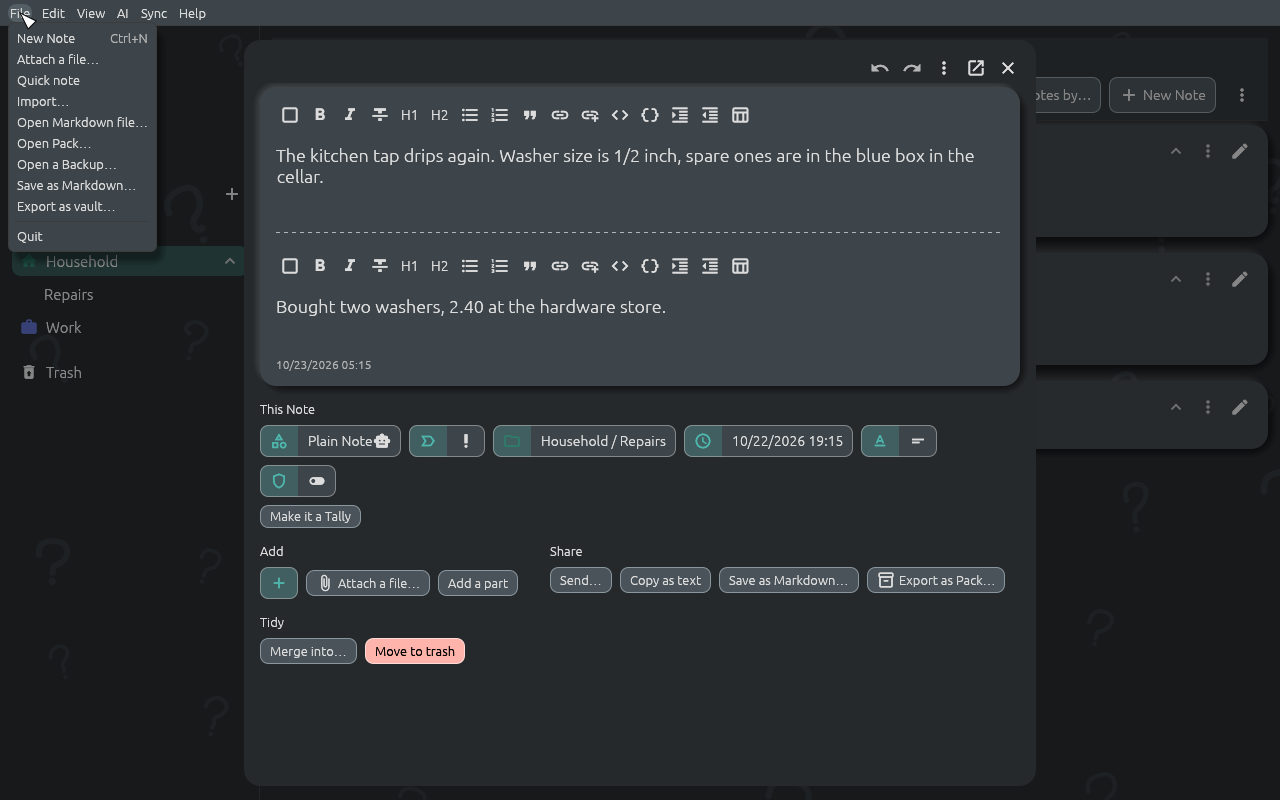 File Edit View AI Sync Help
New Note Ctrl+N
Attach a file…
Quick note
Import…
Open Markdown file…
Open Pack…
Open a Backup…
Save as Markdown…
Export as vault…
Quit
Household
Repairs
Work
Trash
otes by…
New Note
H1 H2
The kitchen tap drips again. Washer size is 1/2 inch, spare ones are in the blue box in the
cellar.
H1 H2
Bought two washers, 2.40 at the hardware store.
10/23/2026 05:15
This Note
Plain Note
Household / Repairs
10/22/2026 19:15
Make it a Tally
Add
Attach a file…
Add a part
Share
Send…
Copy as text
Save as Markdown…
Export as Pack…
Tidy
Merge into…
Move to trash